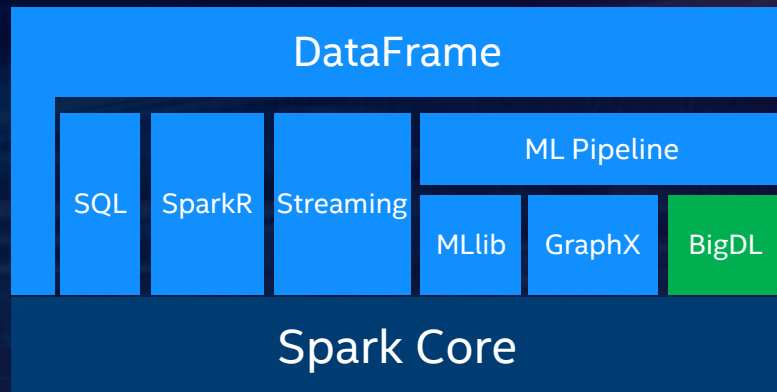 DataFrame
SQL
SparkR
Streaming
ML Pipeline
MLlib
GraphX
BigDL
Spark Core